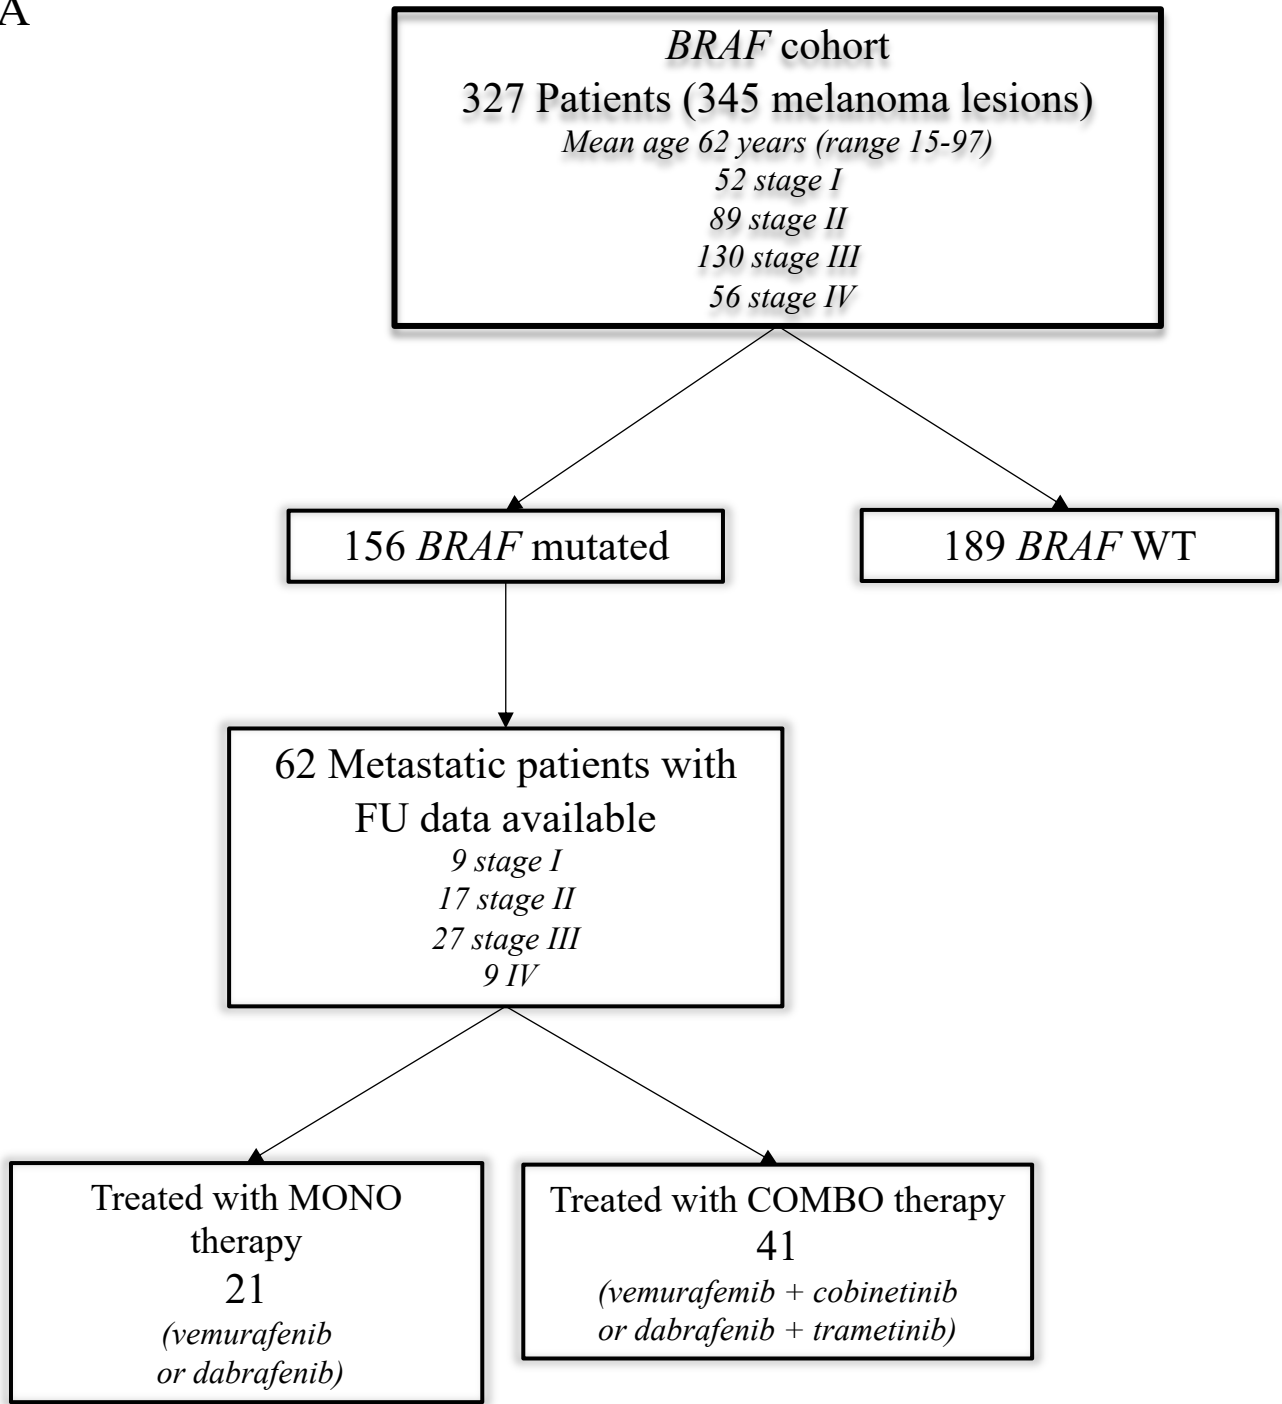 A
BRAF cohort
327 Patients (345 melanoma lesions)
Mean age 62 years (range 15-97)
52 stage I
89 stage II
130 stage III
56 stage IV
156 BRAF mutated
189 BRAF WT
62 Metastatic patients with
FU data available
9 stage I
17 stage II
27 stage III
9 IV
Treated with MONO
therapy
21
(vemurafenib
or dabrafenib)
Treated with COMBO therapy
41
(vemurafemib + cobinetinib
or dabrafenib + trametinib)